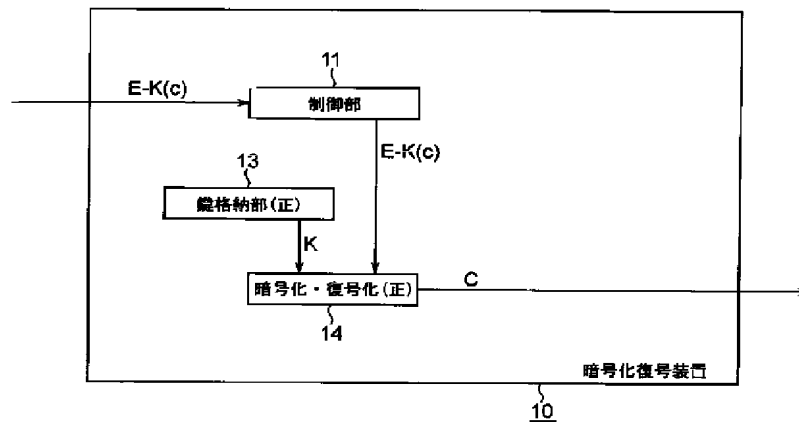 11
E-K(c)
制御部
E-K(c)
13
鍵格納部(正)
K
暗号化・復号化(正)
C
14
暗号化復号装置
10